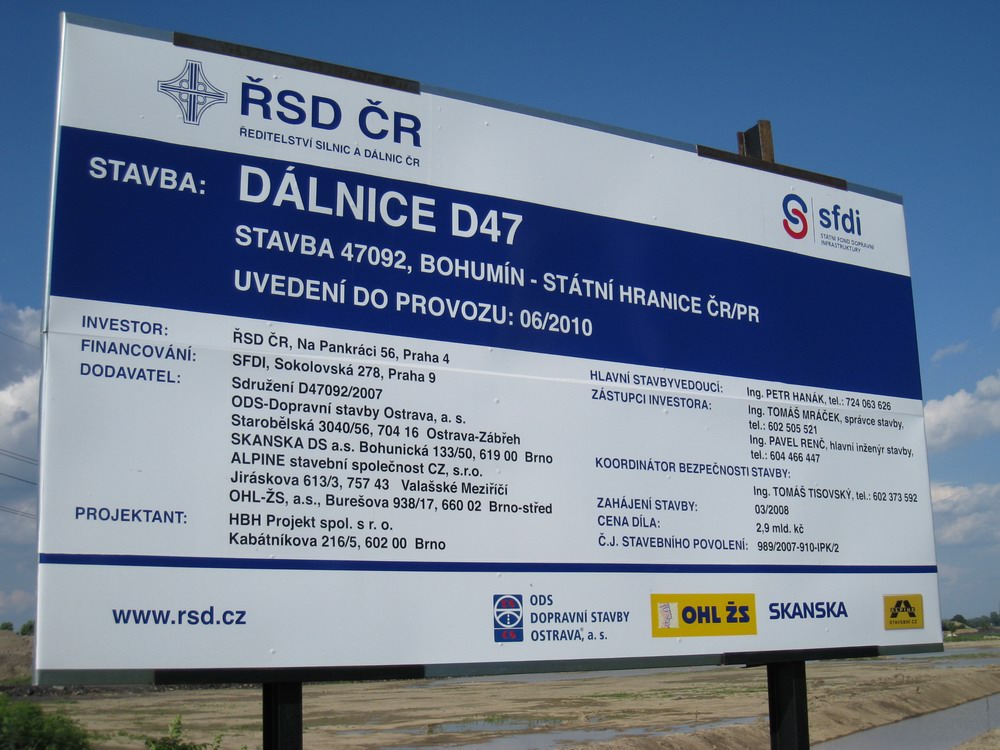 ŘSD ČR
ŘEDITELSTVÍ SILNIC A DÁLNIC ČR
sfdi
STÁTNÍ FOND DOPRAVNÍ
INFRASTRUKTURY
STAVBA: DÁLNICE D47
STAVBA 47092, BOHUMÍN - STÁTNÍ HRANICE ČR/PR
UVEDENÍ DO PROVOZU: 06/2010
INVESTOR: ŘSD ČR, Na Pankráci 56, Praha 4
FINANCOVÁNÍ: SFDI, Sokolovská 278, Praha 9
DODAVATEL: Sdružení D47092/2007
ODS-Dopravní stavby Ostrava, a. s.
Starobělská 3040/56, 704 16 Ostrava-Zábřeh
SKANSKA DS a.s. Bohunická 133/50, 619 00 Brno
ALPINE stavební společnost CZ, s.r.o.
Jiráskova 613/3, 757 43 Valašské Meziříčí
OHL-ŽS, a.s., Burešova 938/17, 660 02 Brno-střed
PROJEKTANT: HBH Projekt spol. s r. o.
Kabátníkova 216/5, 602 00 Brno
HLAVNÍ STAVBYVEDOUCÍ: Ing. PETR HANÁK, tel.: 724 063 626
ZÁSTUPCI INVESTORA: Ing. TOMÁŠ MRÁČEK, správce stavby,
tel.: 602 505 521
Ing. PAVEL RENČ, hlavní inženýr stavby,
tel.: 604 466 447
KOORDINÁTOR BEZPEČNOSTI STAVBY:
Ing. TOMÁŠ TISOVSKÝ, tel.: 602 373 592
ZAHÁJENÍ STAVBY: 03/2008
CENA DÍLA: 2,9 mld. kč
Č.J. STAVEBNÍHO POVOLENÍ: 989/2007-910-IPK/2
www.rsd.cz
ODS
DOPRAVNÍ STAVBY
OSTRAVA, a. s.
OHL ŽS
SKANSKA
ALPINE
STAVEBNÍ CZ